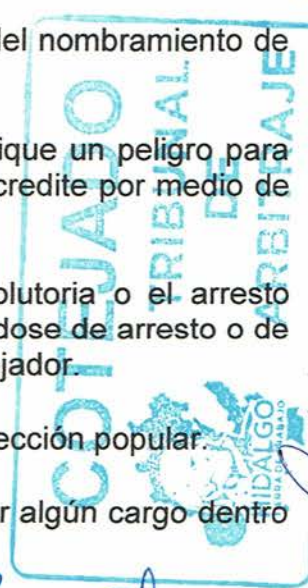 del nombramiento de
ique un peligro para
credite por medio de
olutoria o el arresto
dose de arresto o de
jador.
ección popular.
r algún cargo dentro
COTEJADO
TRIBUNAL
DE
ARBITRAJE
HIDALGO